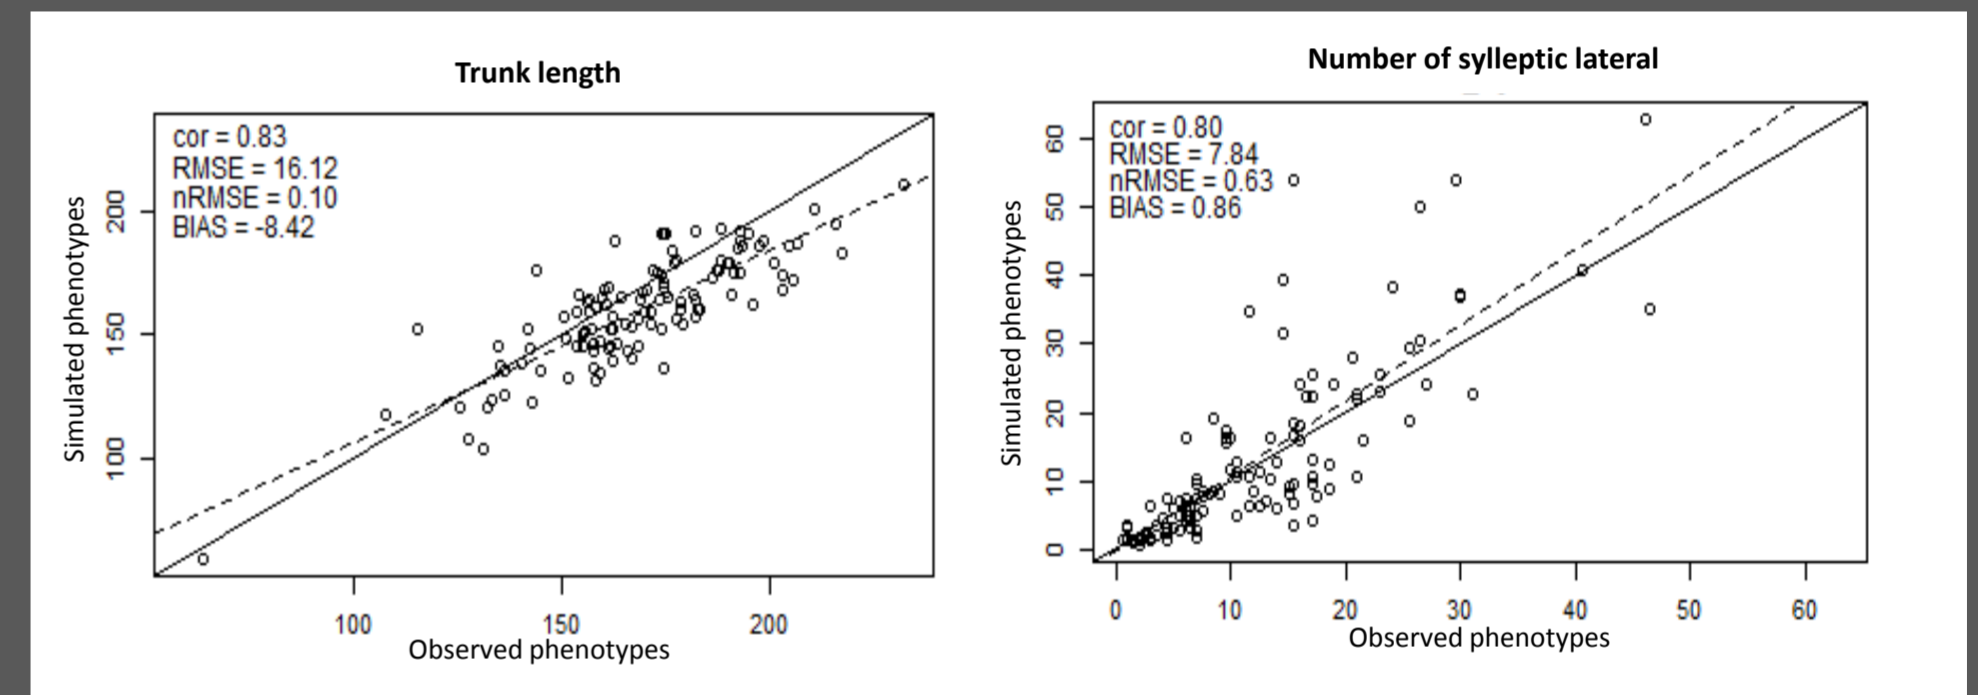 Trunk length
cor = 0.83
RMSE = 16.12
nRMSE = 0.10
BIAS = -8.42
Simulated phenotypes
200
150
100
100 150 200
Observed phenotypes
Number of sylleptic lateral
cor = 0.80
RMSE = 7.84
nRMSE = 0.63
BIAS = 0.86
Simulated phenotypes
60
50
40
30
20
10
0
0 10 20 30 40 50 60
Observed phenotypes